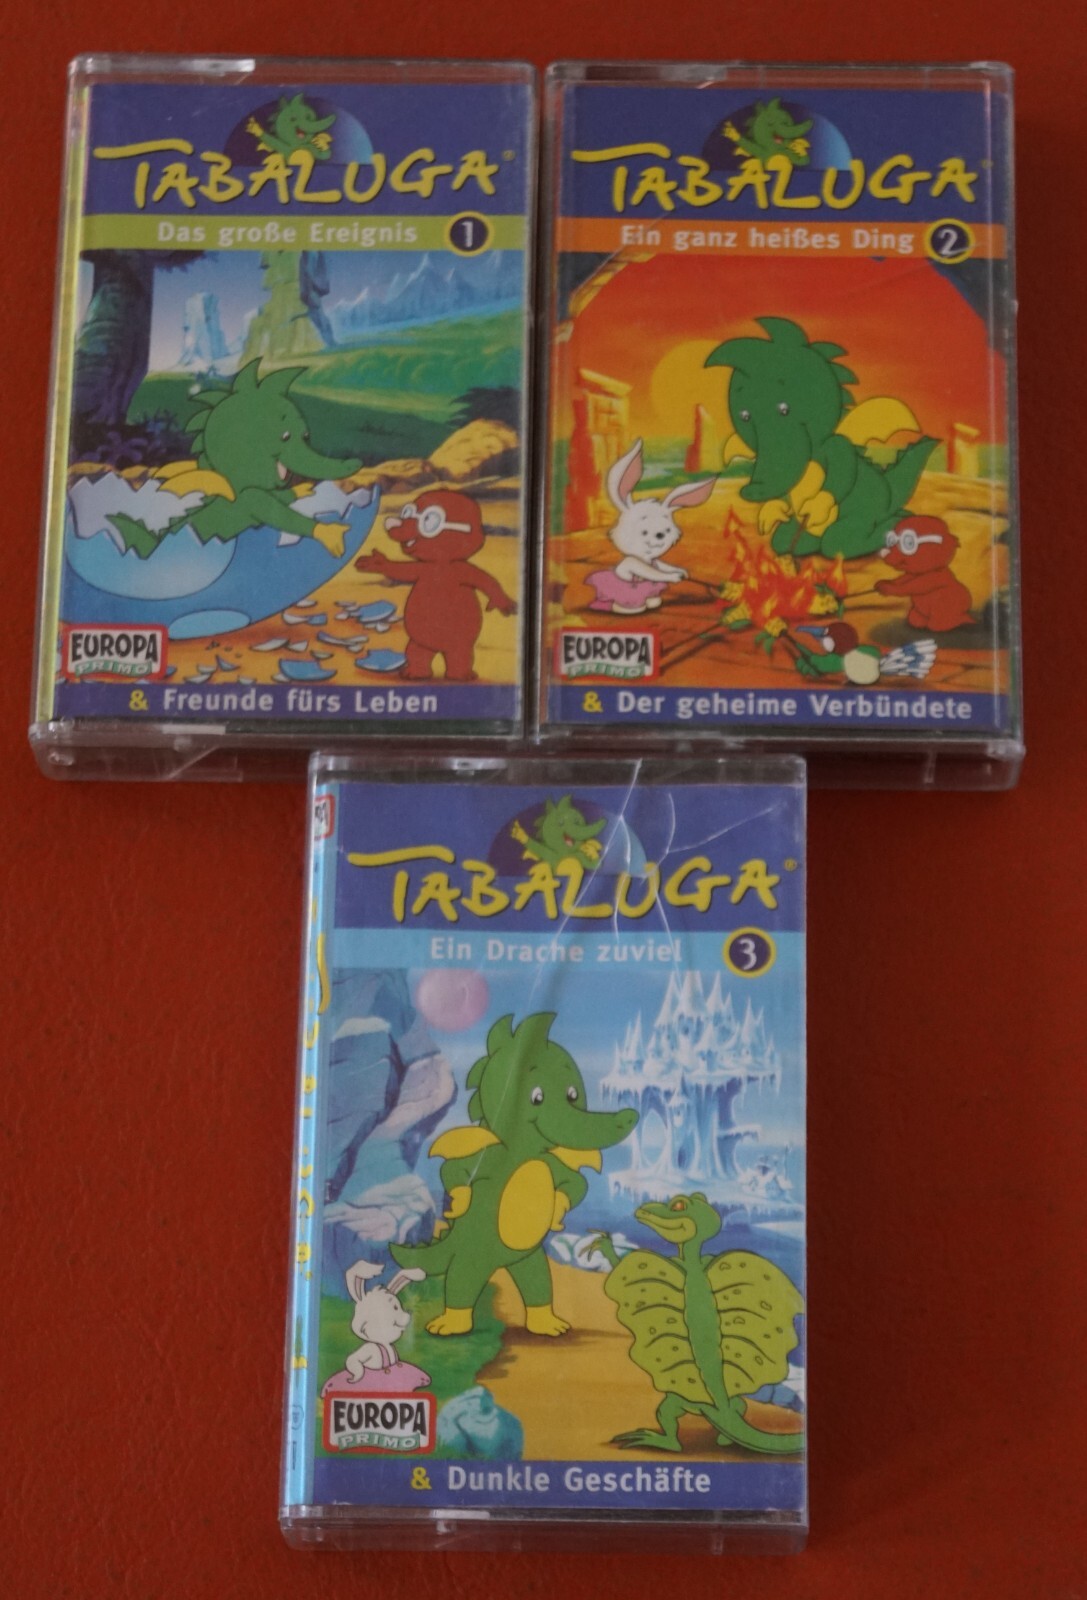 TABALUGA®
Das große Ereignis 1
EUROPA
PRIMO
& Freunde fürs Leben
TABALUGA®
Ein ganz heißes Ding 2
EUROPA
PRIMO
& Der geheime Verbündete
TABALUGA®
Ein Drache zuviel 3
EUROPA
PRIMO
& Dunkle Geschäfte